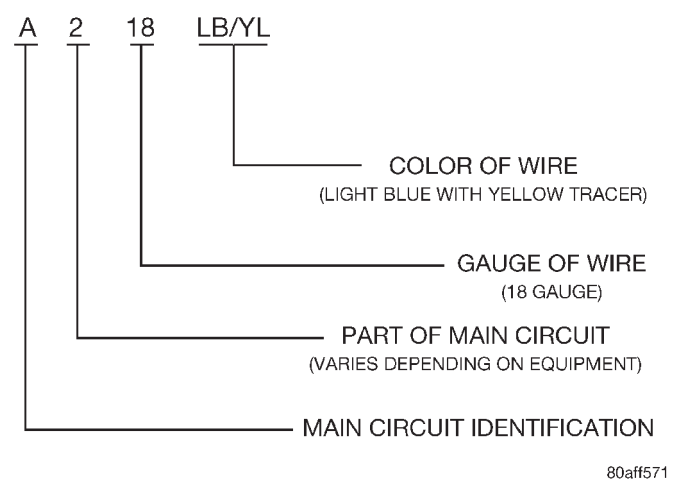 A 2 18 LB/YL
COLOR OF WIRE
(LIGHT BLUE WITH YELLOW TRACER)
GAUGE OF WIRE
(18 GAUGE)
PART OF MAIN CIRCUIT
(VARIES DEPENDING ON EQUIPMENT)
MAIN CIRCUIT IDENTIFICATION
80aff571